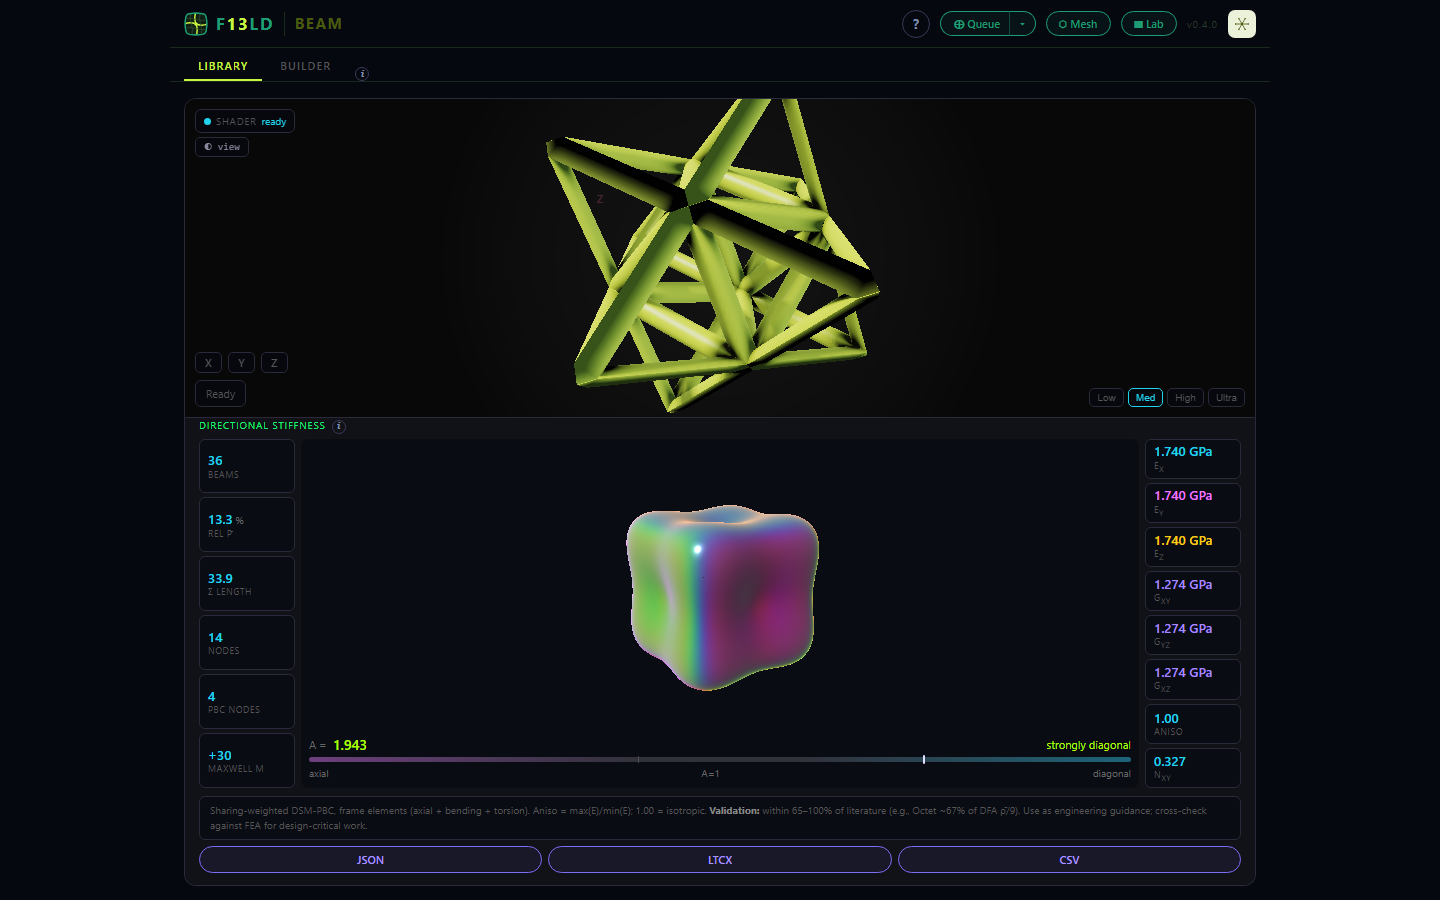 F13LD BEAM
? Queue Mesh Lab v0.4.0
LIBRARY BUILDER i
SHADER ready
view
Z
X Y Z
Ready
Low Med High Ultra
DIRECTIONAL STIFFNESS i
36
BEAMS
13.3 %
REL ρ̄
33.9
Σ LENGTH
14
NODES
4
PBC NODES
+30
MAXWELL M
A = 1.943
strongly diagonal
axial
A=1
diagonal
1.740 GPa
EX
1.740 GPa
EY
1.740 GPa
EZ
1.274 GPa
GXY
1.274 GPa
GYZ
1.274 GPa
GXZ
1.00
ANISO
0.327
NXY
Sharing-weighted DSM-PBC, frame elements (axial + bending + torsion). Aniso = max(E)/min(E); 1.00 = isotropic. Validation: within 65–100% of literature (e.g., Octet ~67% of DFA ρ̄/9). Use as engineering guidance; cross-check
against FEA for design-critical work.
JSON LTCX CSV